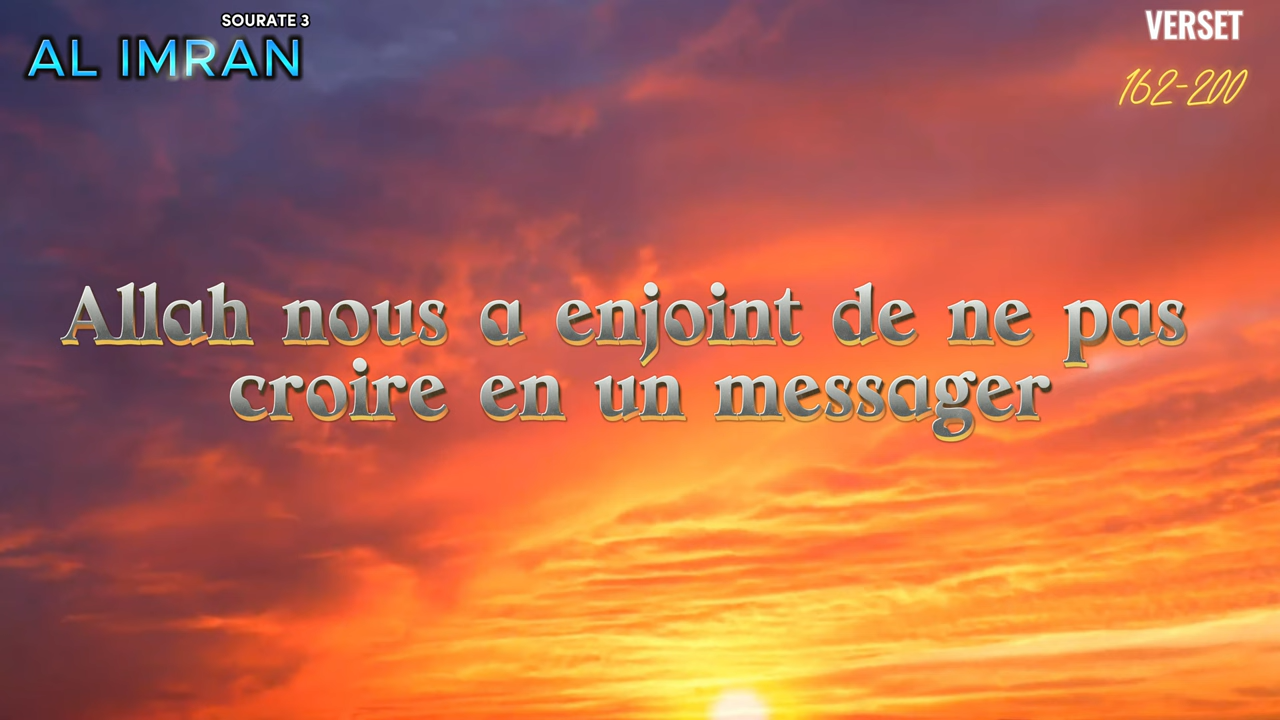 SOURATE 3
AL IMRAN
VERSET
162-200
Allah nous a enjoint de ne pas
croire en un messager